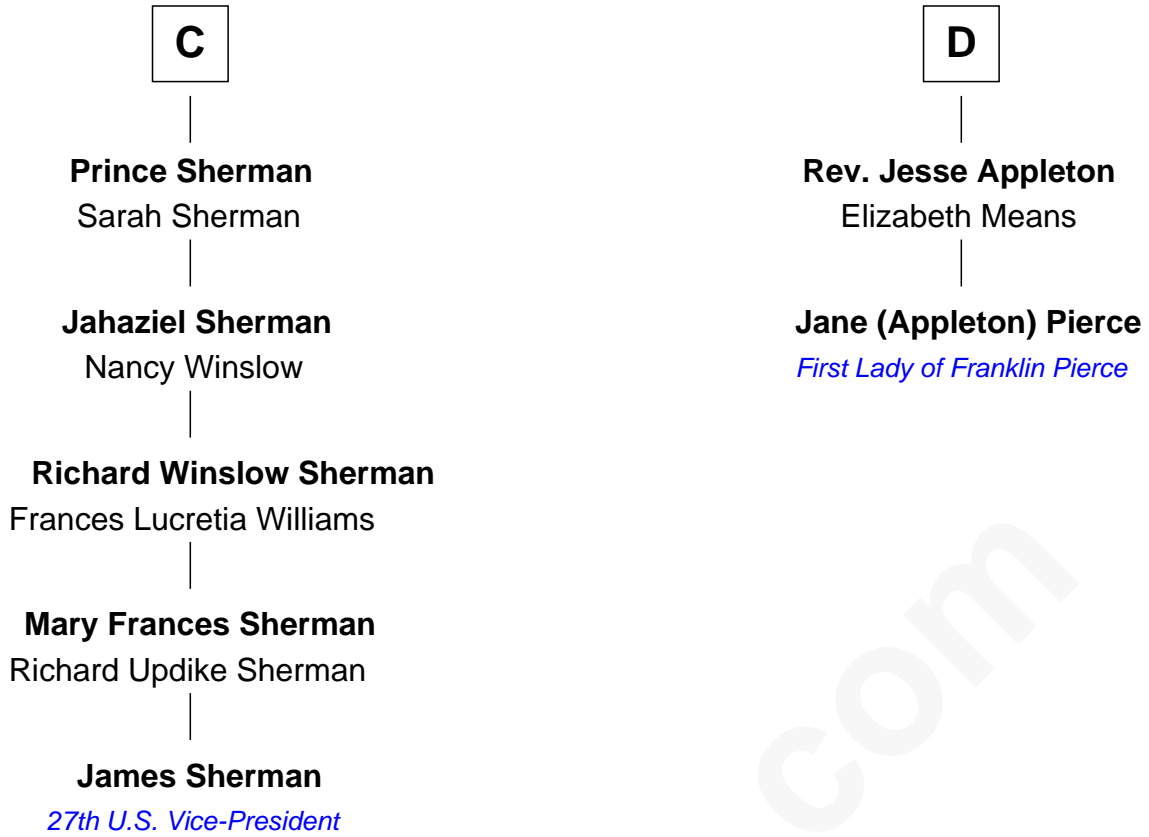 C
Prince Sherman
Sarah Sherman
Jahaziel Sherman
Nancy Winslow
Richard Winslow Sherman
Frances Lucretia Williams
Mary Frances Sherman
Richard Updike Sherman
James Sherman
27th U.S. Vice-President
D
Rev. Jesse Appleton
Elizabeth Means
Jane (Appleton) Pierce
First Lady of Franklin Pierce
com